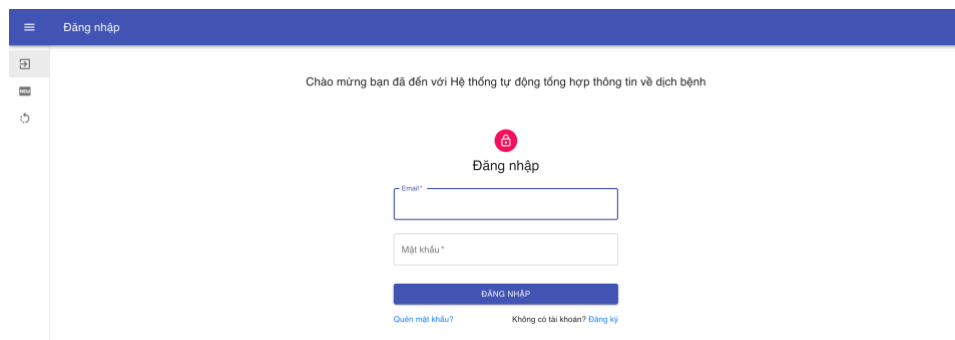 Đăng nhập
Chào mừng bạn đã đến với Hệ thống tự động tổng hợp thông tin về dịch bệnh
Đăng nhập
Email *
Mật khẩu *
ĐĂNG NHẬP
Quên mật khẩu? Không có tài khoản? Đăng ký